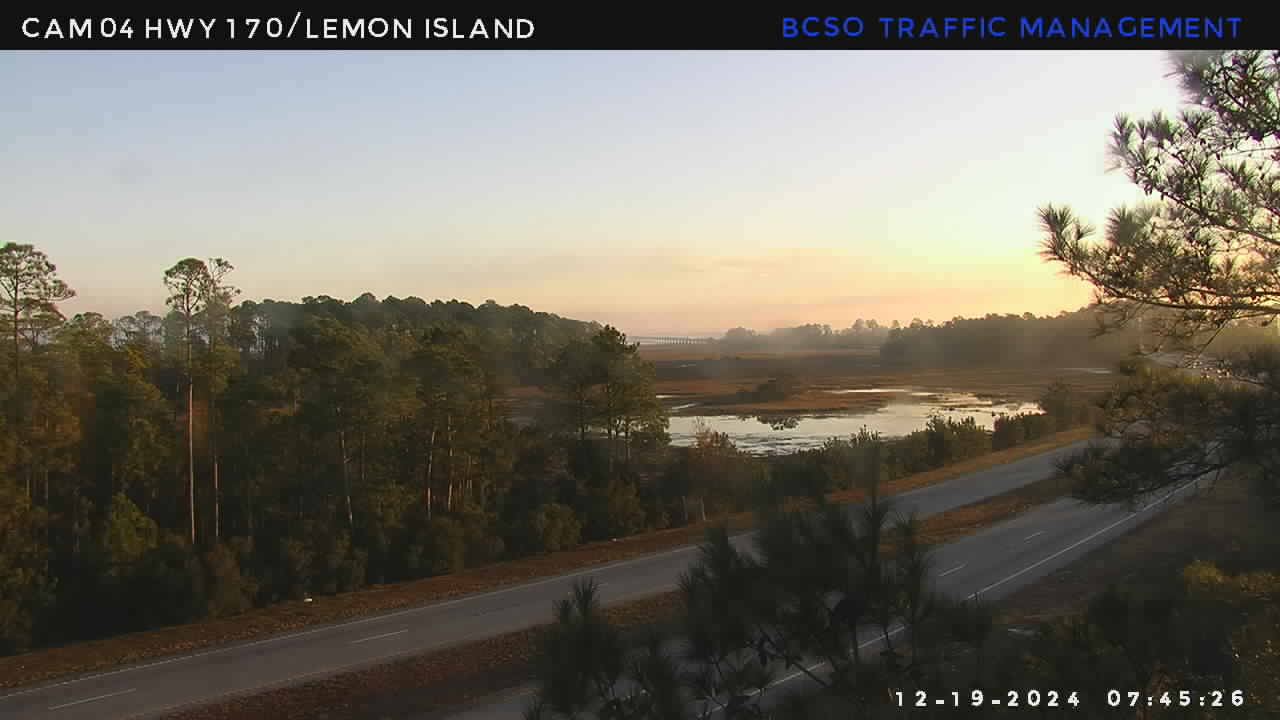 CAM04 HWY170/LEMON ISLAND
BCSO TRAFFIC MANAGEMENT
12-19-2024 07:45:26